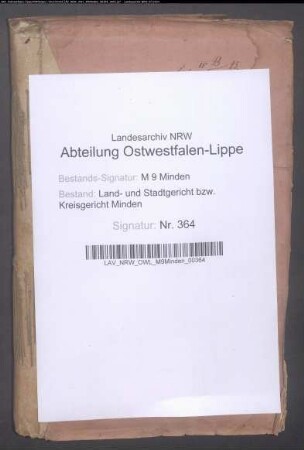 Landesarchiv NRW
Abteilung Ostwestfalen-Lippe
Bestands-Signatur: M 9 Minden
Bestand: Land- und Stadtgericht bzw.
Kreisgericht Minden
Signatur: Nr. 364
LAV_NRW_OWL_M9Minden_00364